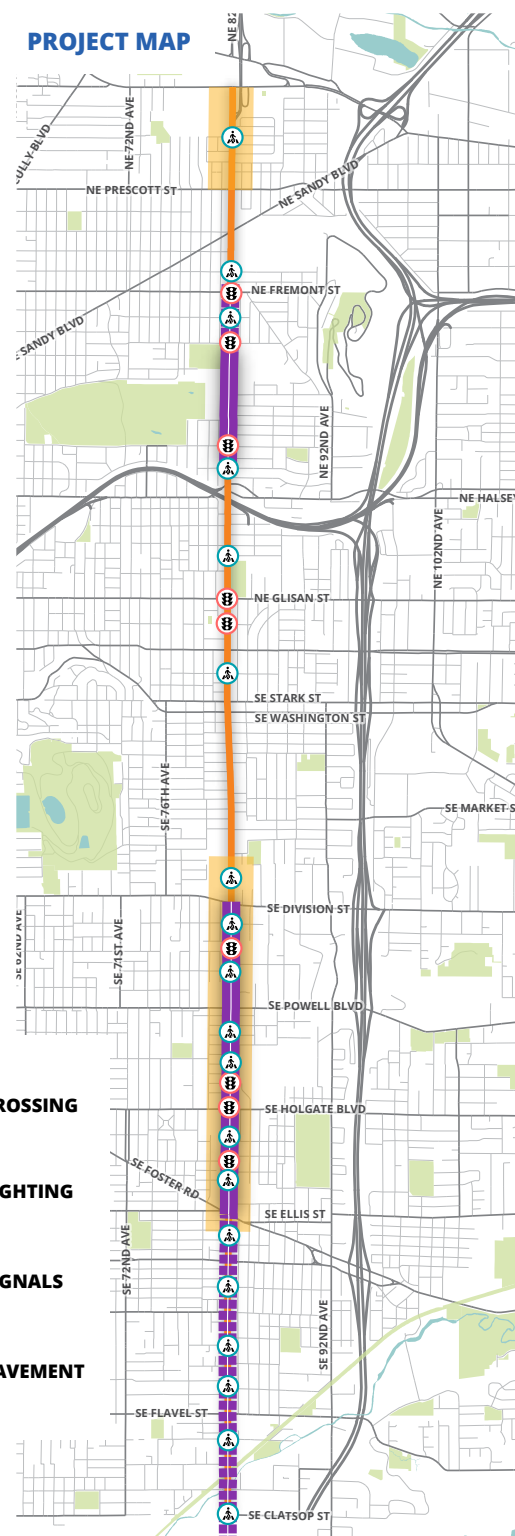 PROJECT MAP
NE 82
CULLY BLVD
NE 72ND AVE
NE PRESCOTT ST
NE SANDY BLVD
NE FREMONT ST
E SANDY BLVD
NE 92ND AVE
NE HALSEY
NE 102ND AVE
NE GLISAN ST
SE STARK ST
SE WASHINGTON ST
SE 76TH AVE
SE MARKET S
SE DIVISION ST
SE 62ND AVE
SE 71ST AVE
SE POWELL BLVD
ROSSING
SE HOLGATE BLVD
SE FOSTER RD
GHTING
SE ELLIS ST
SE 72ND AVE
GNALS
SE 92ND AVE
AVEMENT
SE FLAVEL ST
SE CLATSOP ST